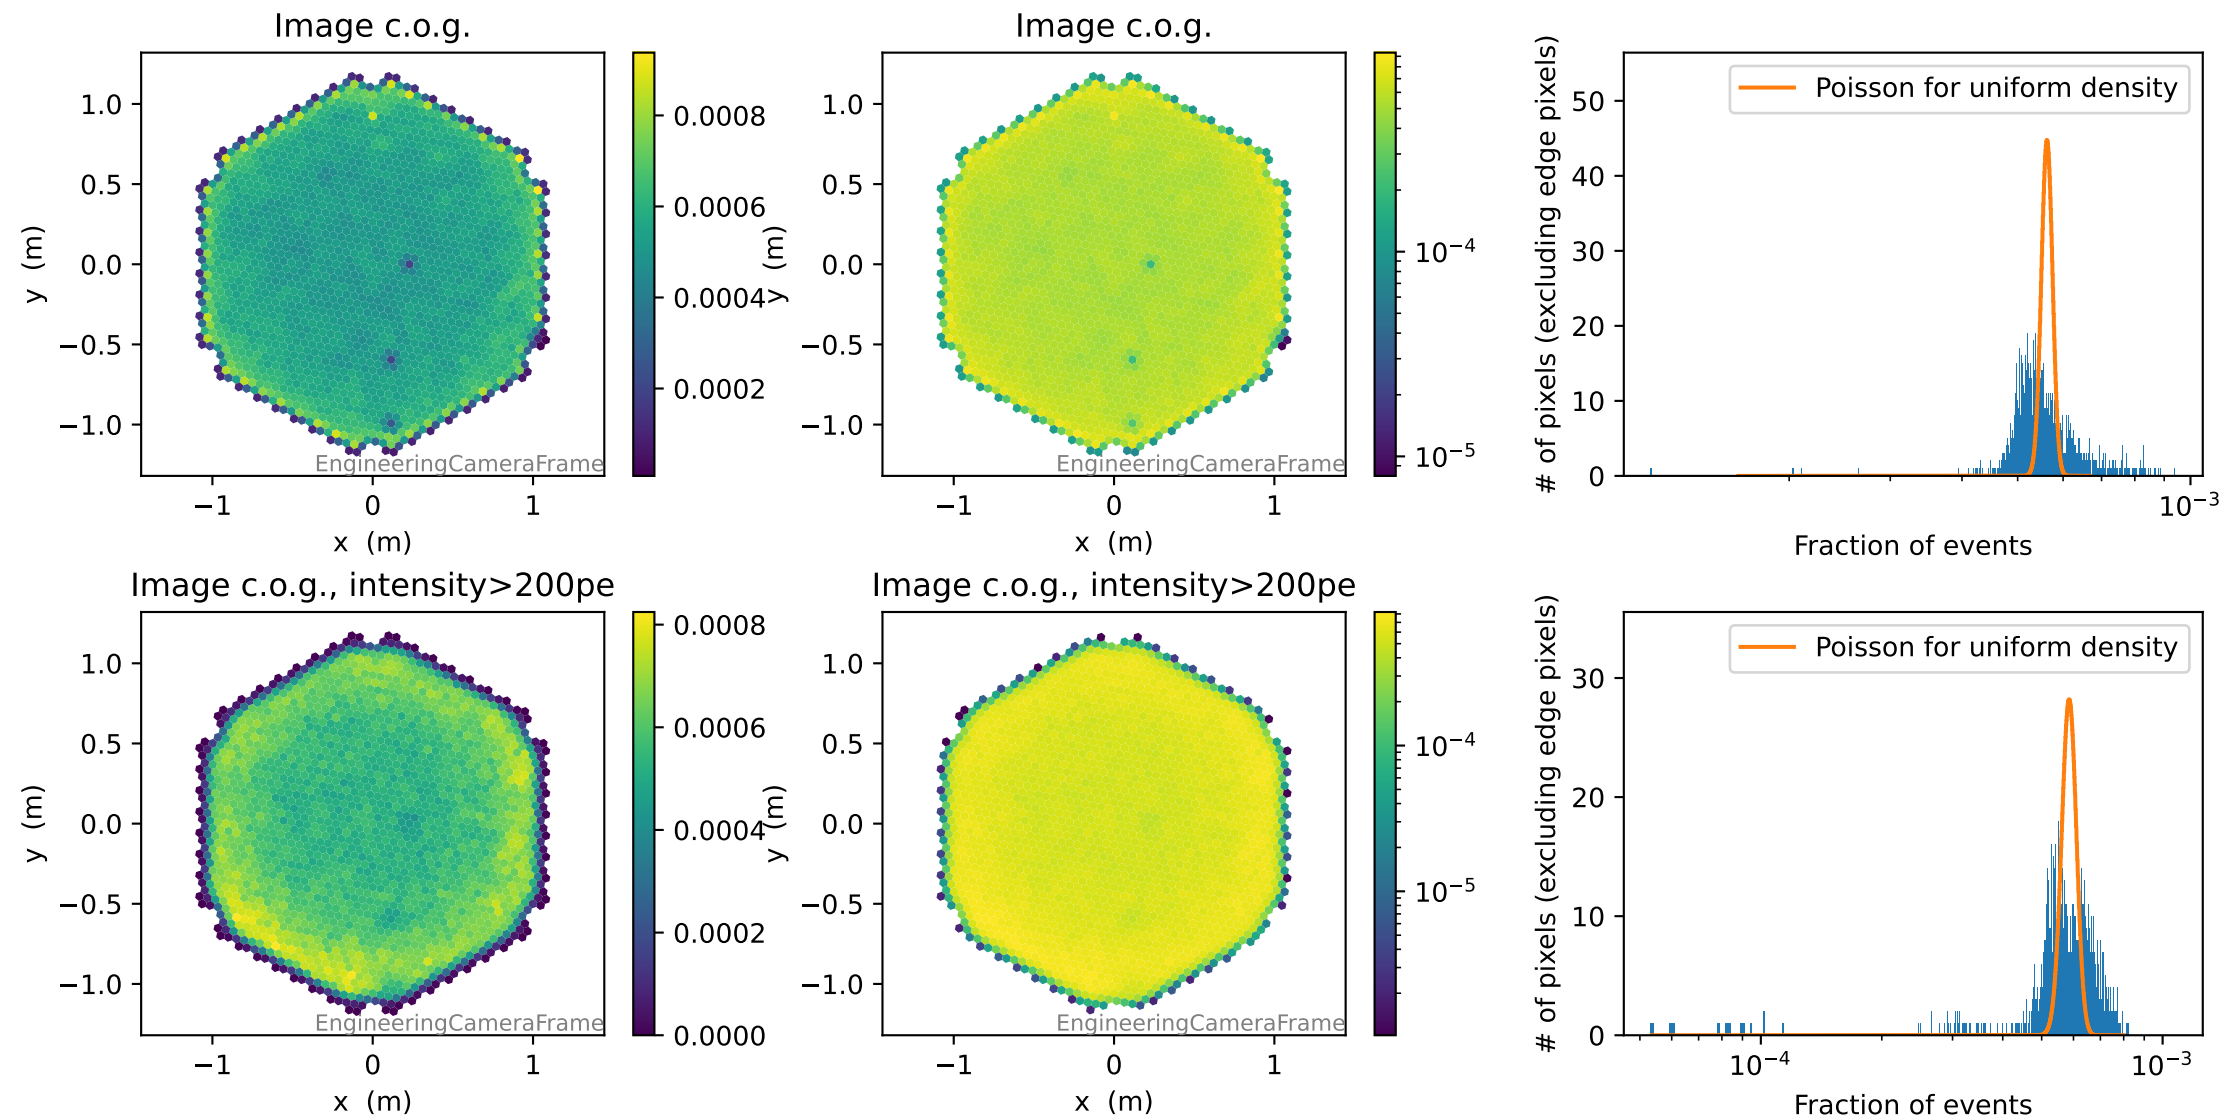 Image c.o.g.
1.0
0.5
0.0
−0.5
−1.0
y (m)
−1
0
1
x (m)
EngineeringCameraFrame
0.0008
0.0006
0.0004
0.0002
Image c.o.g.
1.0
0.5
0.0
−0.5
−1.0
y (m)
−1
0
1
x (m)
EngineeringCameraFrame
10⁻⁴
10⁻⁵
# of pixels (excluding edge pixels)
50
40
30
20
10
0
Poisson for uniform density
10⁻³
Fraction of events
Image c.o.g., intensity>200pe
1.0
0.5
0.0
−0.5
−1.0
y (m)
−1
0
1
x (m)
EngineeringCameraFrame
0.0008
0.0006
0.0004
0.0002
0.0000
Image c.o.g., intensity>200pe
1.0
0.5
0.0
−0.5
−1.0
y (m)
−1
0
1
x (m)
EngineeringCameraFrame
10⁻⁴
10⁻⁵
# of pixels (excluding edge pixels)
30
20
10
0
Poisson for uniform density
10⁻⁴
10⁻³
Fraction of events